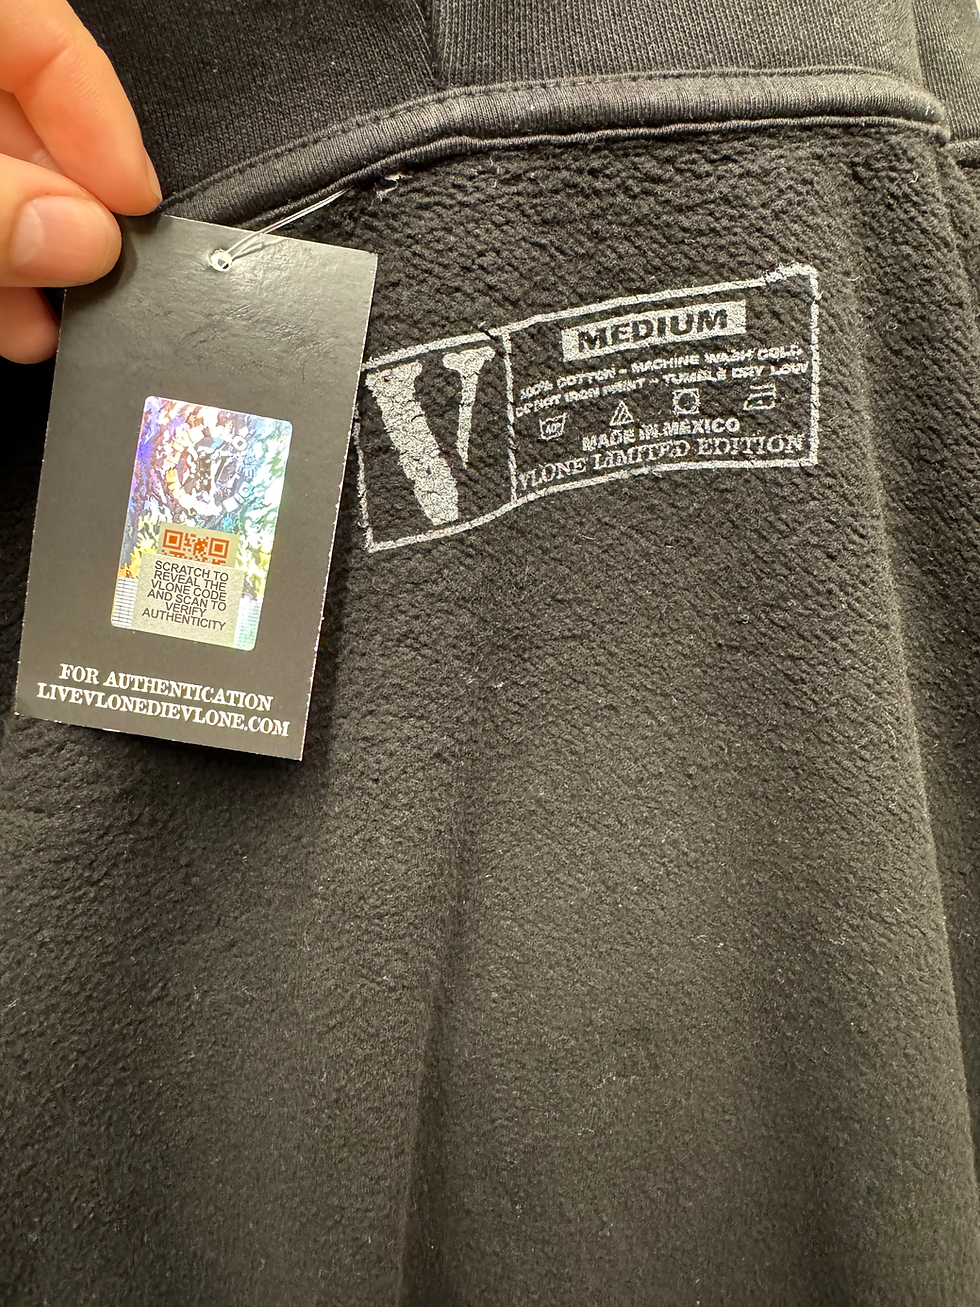 SCRATCH TO
REVEAL THE
VLONE CODE
AND SCAN TO
VERIFY
AUTHENTICITY
FOR AUTHENTICATION
LIVEVLONEDIEVLONE.COM
V
MEDIUM
100% COTTON - MACHINE WASH COLD
DO NOT IRON PRINT - TUMBLE DRY LOW
40°
MADE IN MEXICO
VLONE LIMITED EDITION